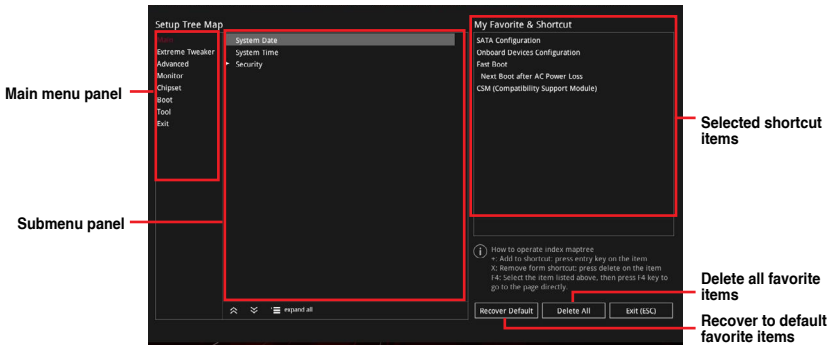 Setup Tree Map
My Favorite & Shortcut
Main
Extreme Tweaker
Advanced
Monitor
Chipset
Boot
Tool
Exit
System Date
System Time
Security
SATA Configuration
Onboard Devices Configuration
Fast Boot
Next Boot after AC Power Loss
CSM (Compatibility Support Module)
Main menu panel
Submenu panel
Selected shortcut
items
How to operate index maptree
+: Add to shortcut: press entry key on the item
X: Remove form shortcut: press delete on the item
F4: Select the item listed above, then press F4 key to
go to the page directly.
Delete all favorite
items
expand all
Recover Default
Delete All
Exit (ESC)
Recover to default
favorite items